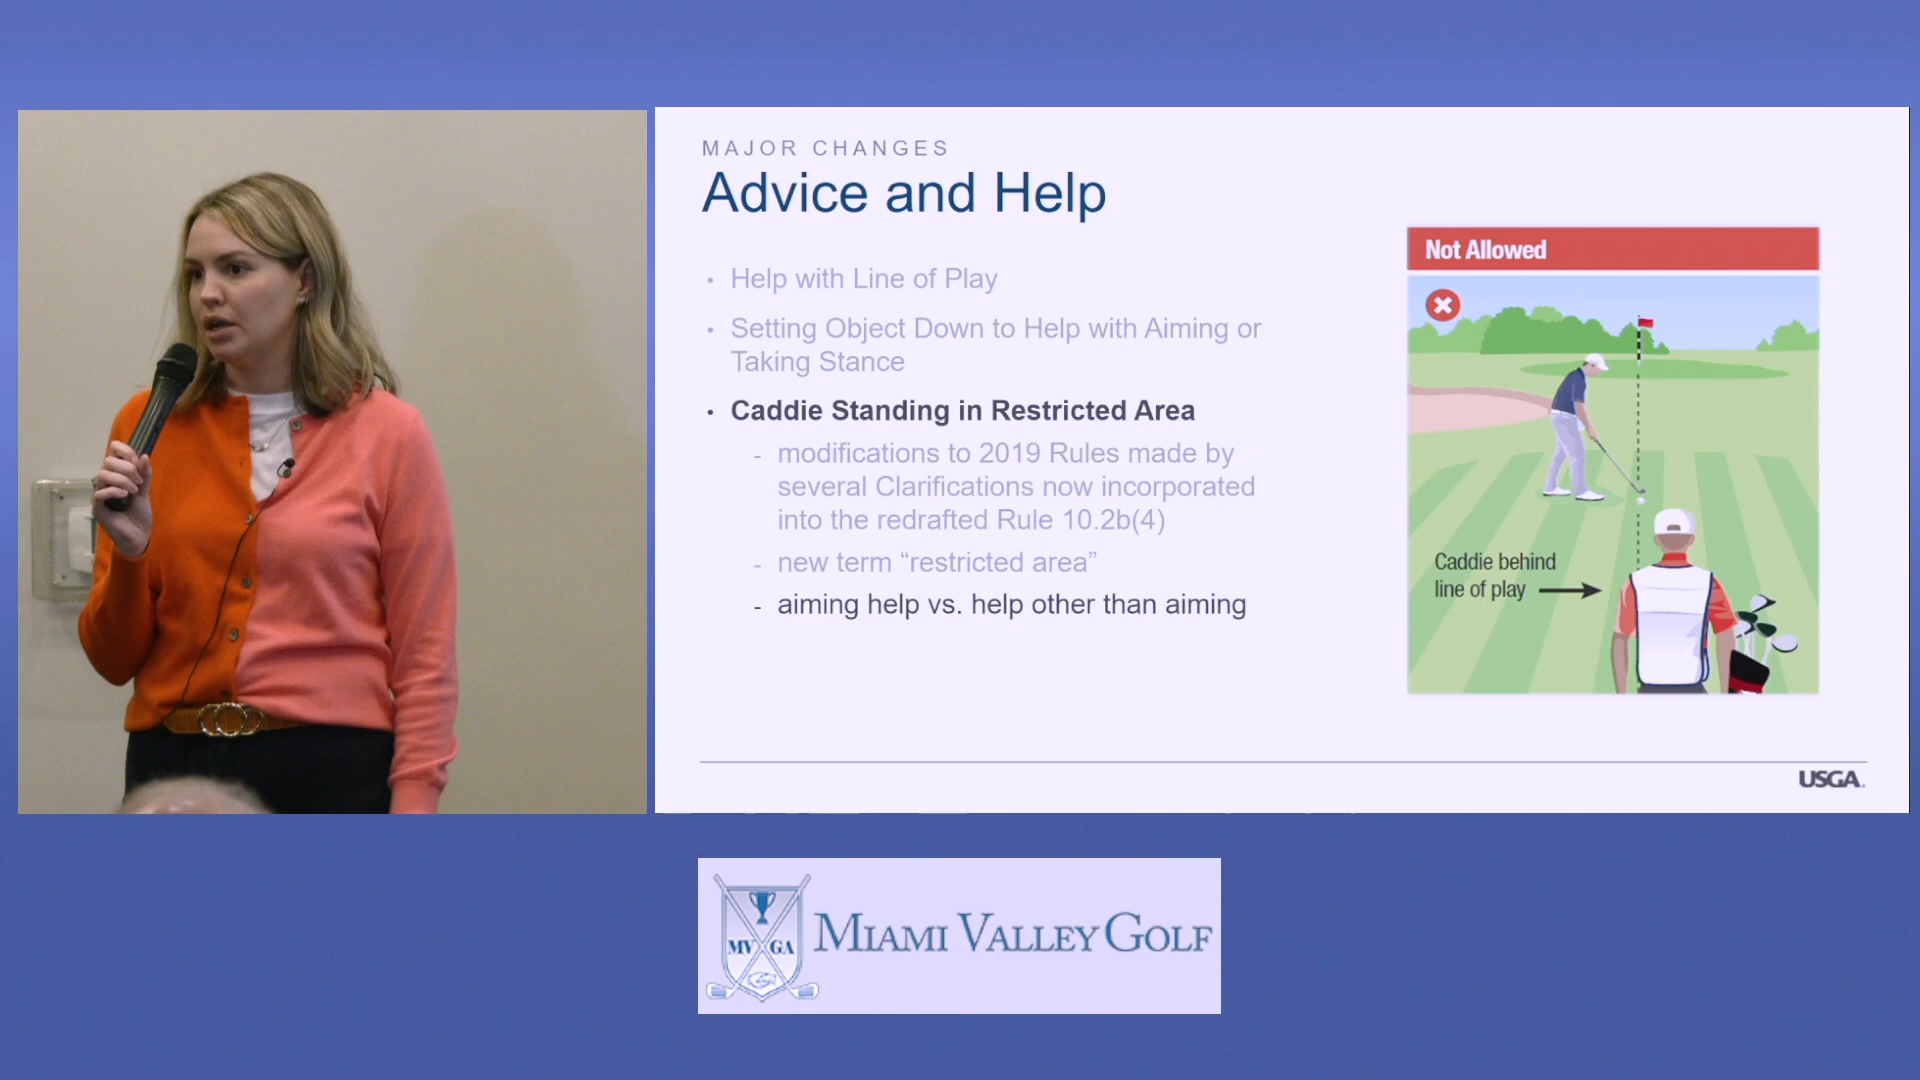 MAJOR CHANGES
Advice and Help
• Help with Line of Play
• Setting Object Down to Help with Aiming or
Taking Stance
• Caddie Standing in Restricted Area
- modifications to 2019 Rules made by
several Clarifications now incorporated
into the redrafted Rule 10.2b(4)
- new term “restricted area”
- aiming help vs. help other than aiming
Not Allowed
Caddie behind
line of play
USGA.
MV GA
MIAMI VALLEY GOLF